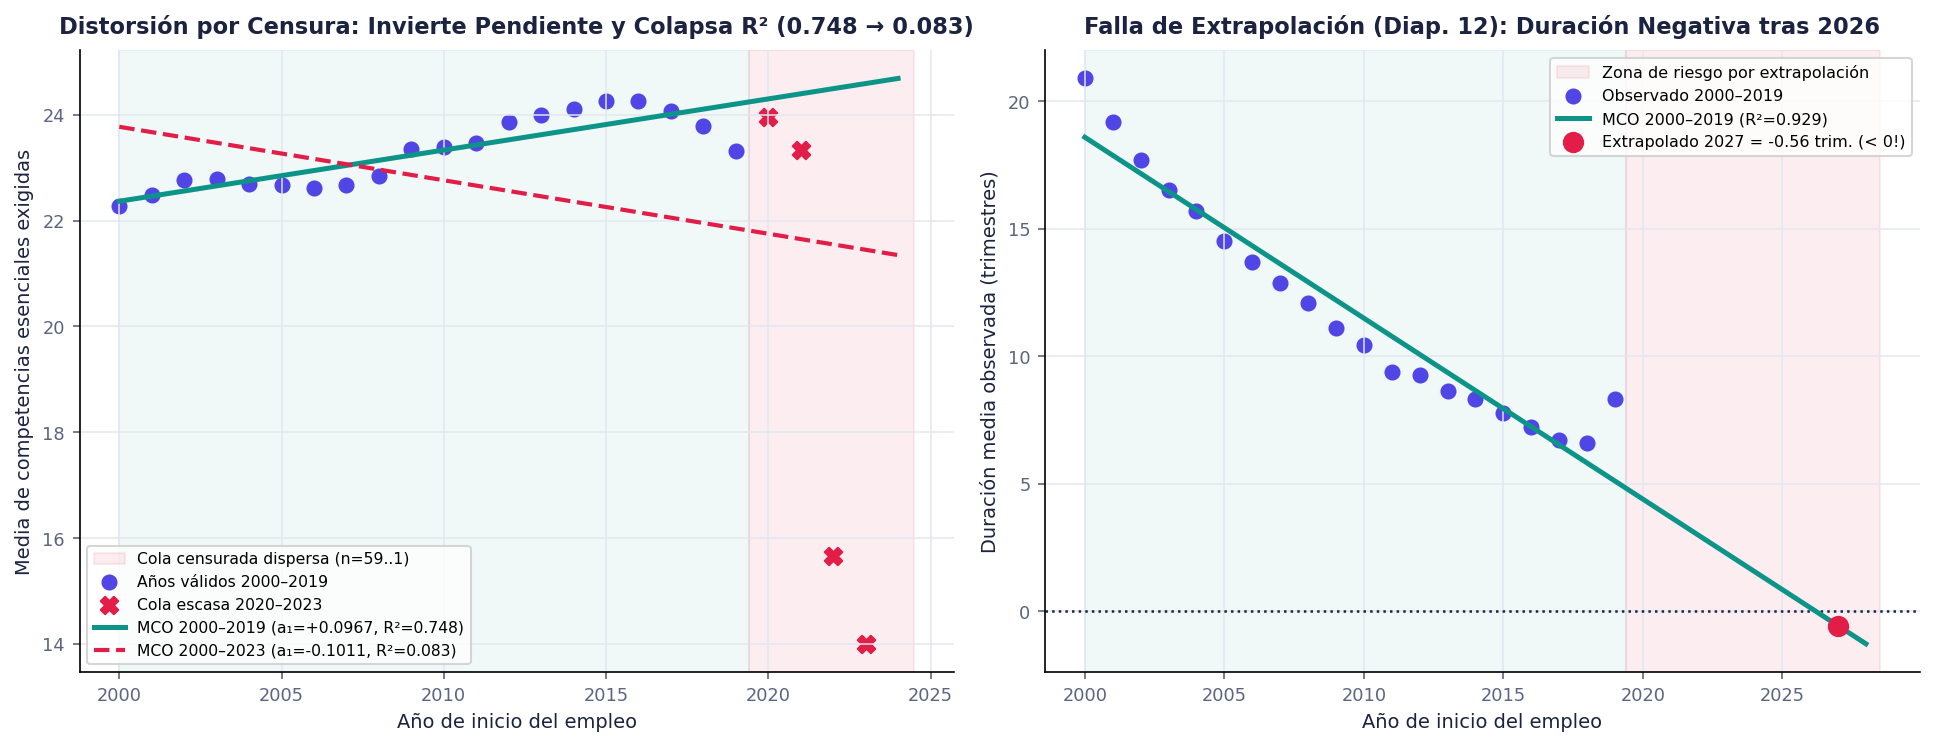 Distorsión por Censura: Invierte Pendiente y Colapsa R² (0.748 → 0.083)
Media de competencias esenciales exigidas
24
22
20
18
16
14
Cola censurada dispersa (n=59..1)
Años válidos 2000–2019
Cola escasa 2020–2023
MCO 2000–2019 (a₁=+0.0967, R²=0.748)
MCO 2000–2023 (a₁=-0.1011, R²=0.083)
2000 2005 2010 2015 2020 2025
Año de inicio del empleo
Falla de Extrapolación (Diap. 12): Duración Negativa tras 2026
Duración media observada (trimestres)
20
15
10
5
0
Zona de riesgo por extrapolación
Observado 2000–2019
MCO 2000–2019 (R²=0.929)
Extrapolado 2027 = -0.56 trim. (< 0!)
2000 2005 2010 2015 2020 2025
Año de inicio del empleo